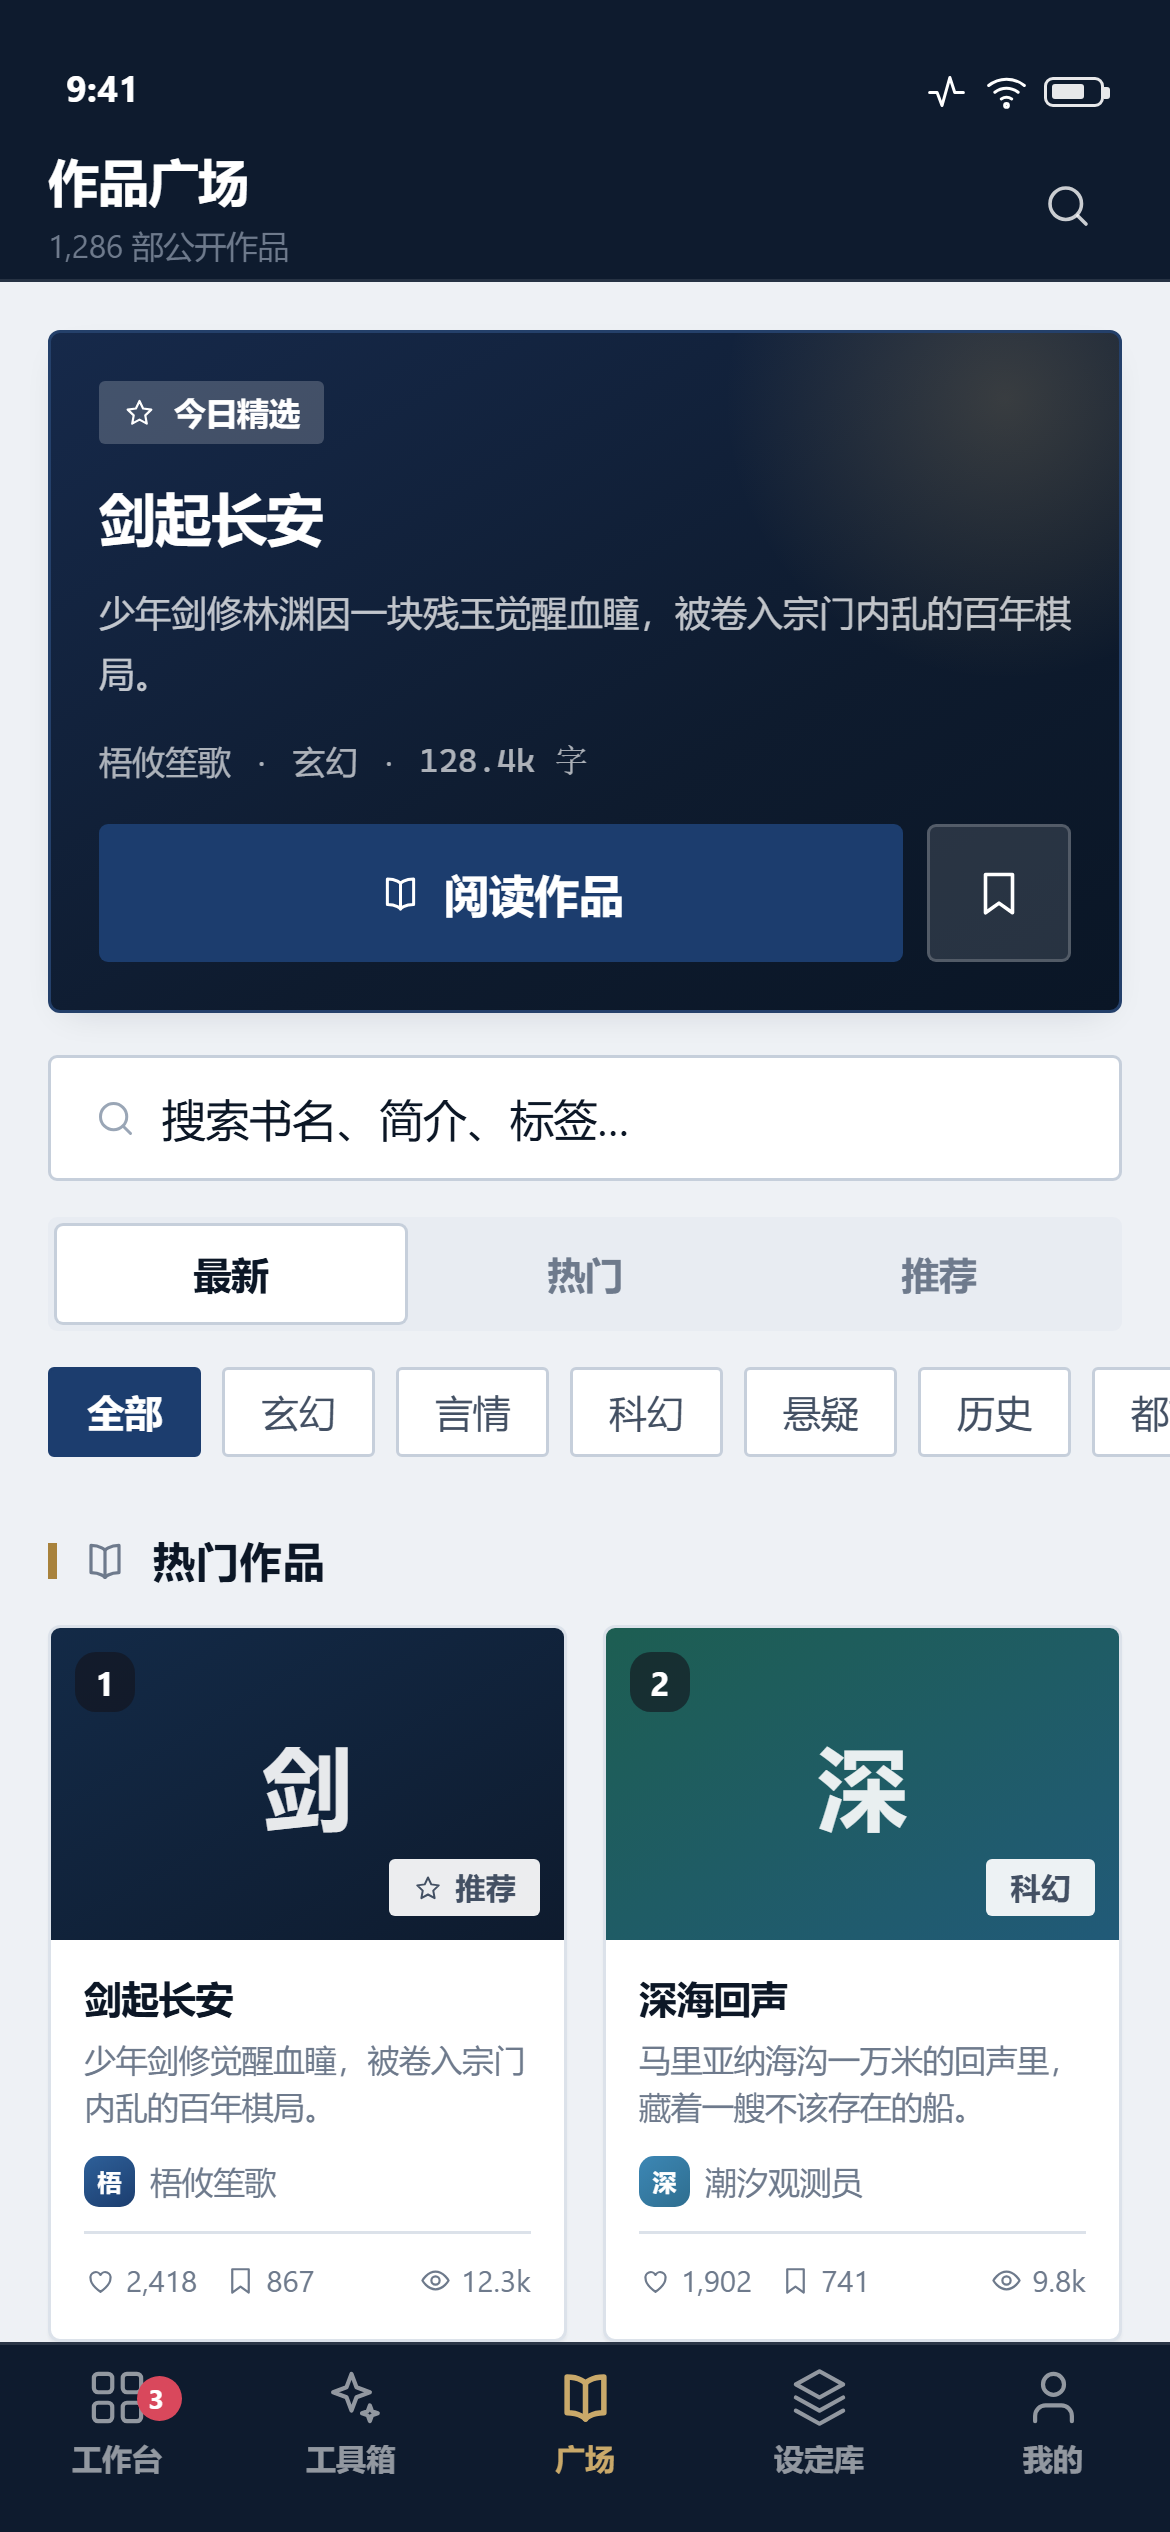 9:41
作品广场
1,286 部公开作品
今日精选
剑起长安
少年剑修林渊因一块残玉觉醒血瞳，被卷入宗门内乱的百年棋
局。
梧攸笙歌 · 玄幻 · 128.4k 字
阅读作品
搜索书名、简介、标签...
最新 热门 推荐
全部 玄幻 言情 科幻 悬疑 历史 都
热门作品
1
剑
推荐
剑起长安
少年剑修觉醒血瞳，被卷入宗门
内乱的百年棋局。
梧 梧攸笙歌
2,418 867 12.3k
2
深
科幻
深海回声
马里亚纳海沟一万米的回声里，
藏着一艘不该存在的船。
深 潮汐观测员
1,902 741 9.8k
3
工作台 工具箱 广场 设定库 我的